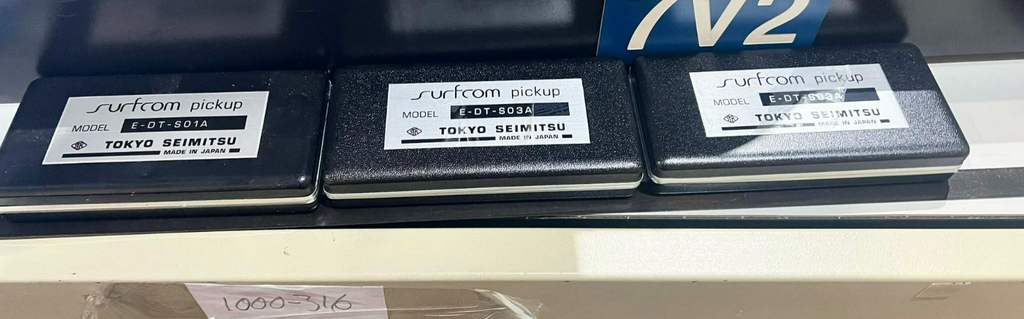 7V2
surfcom pickup
MODEL E-DT-S01A
TOKYO SEIMITSU
MADE IN JAPAN
surfcom pickup
MODEL E-DT-S03A
TOKYO SEIMITSU
MADE IN JAPAN
surfcom pickup
MODEL E-DT-S03A
TOKYO SEIMITSU
MADE IN JAPAN
1000-316